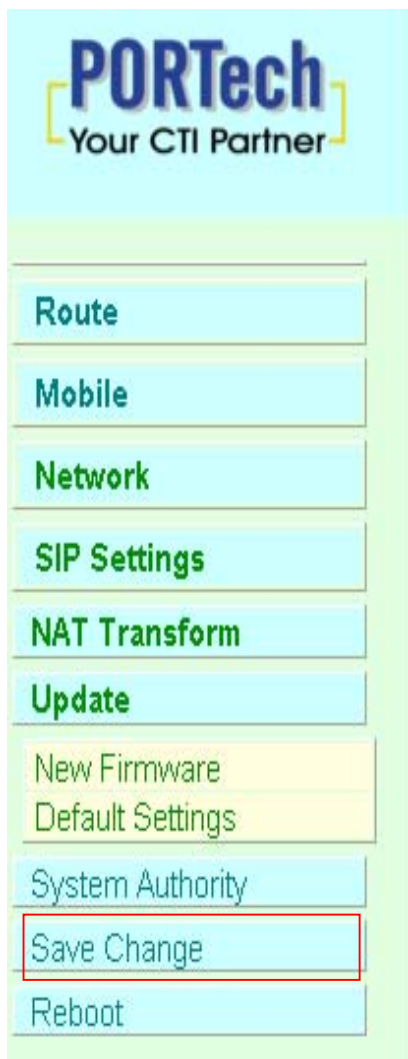 PORTech
Your CTI Partner
Route
Mobile
Network
SIP Settings
NAT Transform
Update
New Firmware
Default Settings
System Authority
Save Change
Reboot